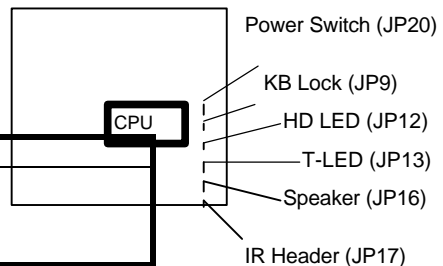 Power Switch (JP20)
KB Lock (JP9)
CPU
HD LED (JP12)
T-LED (JP13)
Speaker (JP16)
IR Header (JP17)